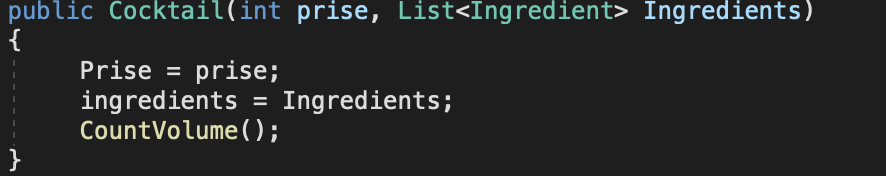 public Cocktail(int prise, List<Ingredient> Ingredients)
{
Prise = prise;
ingredients = Ingredients;
CountVolume();
}